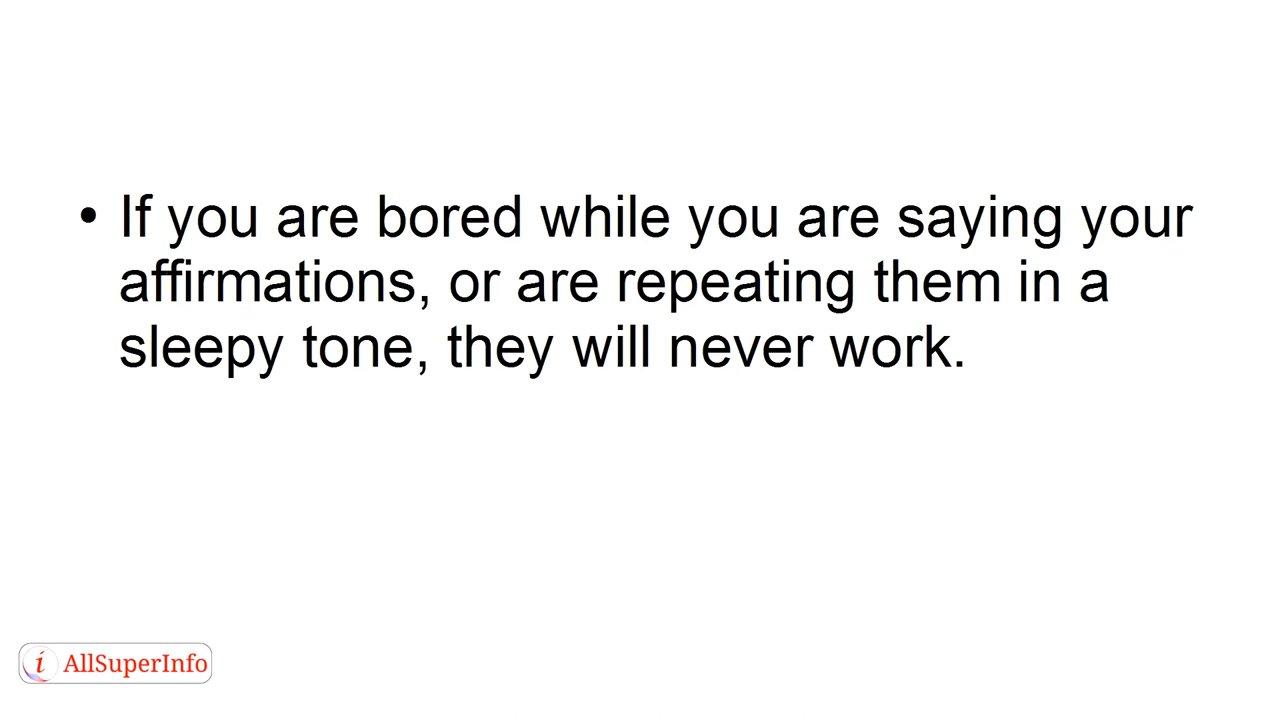 • If you are bored while you are saying your
affirmations, or are repeating them in a
sleepy tone, they will never work.
i AllSuperInfo